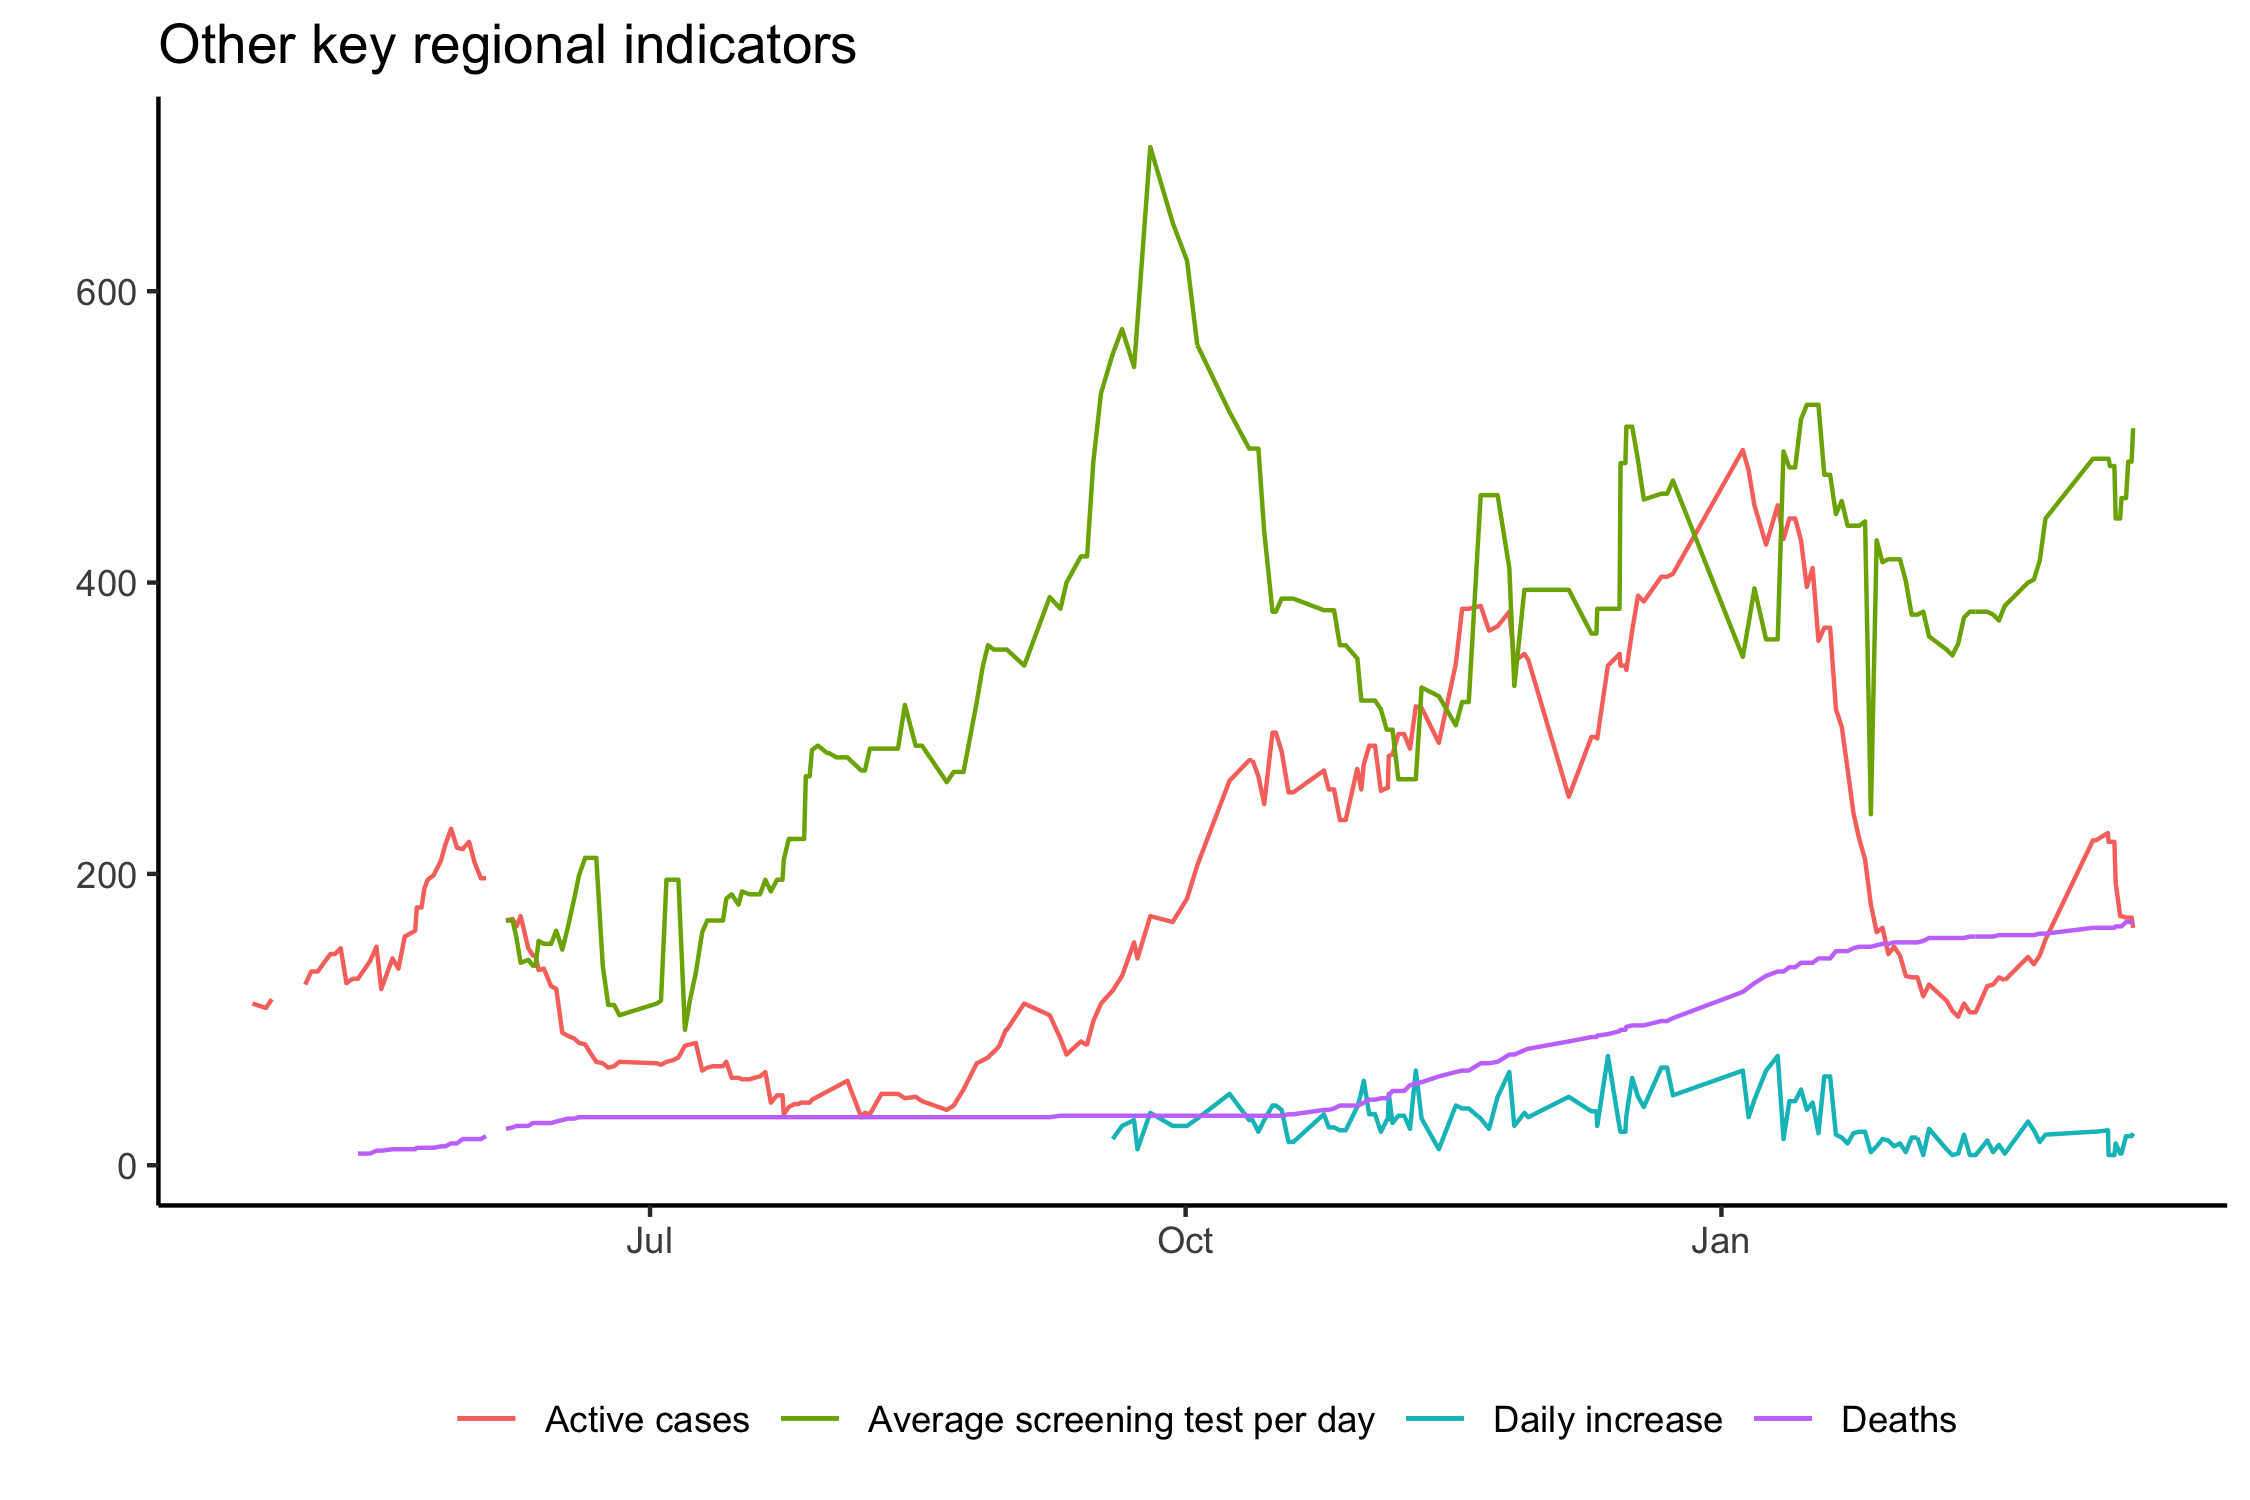 Other key regional indicators
600
400
200
0
Jul Oct Jan
Active cases Average screening test per day Daily increase Deaths